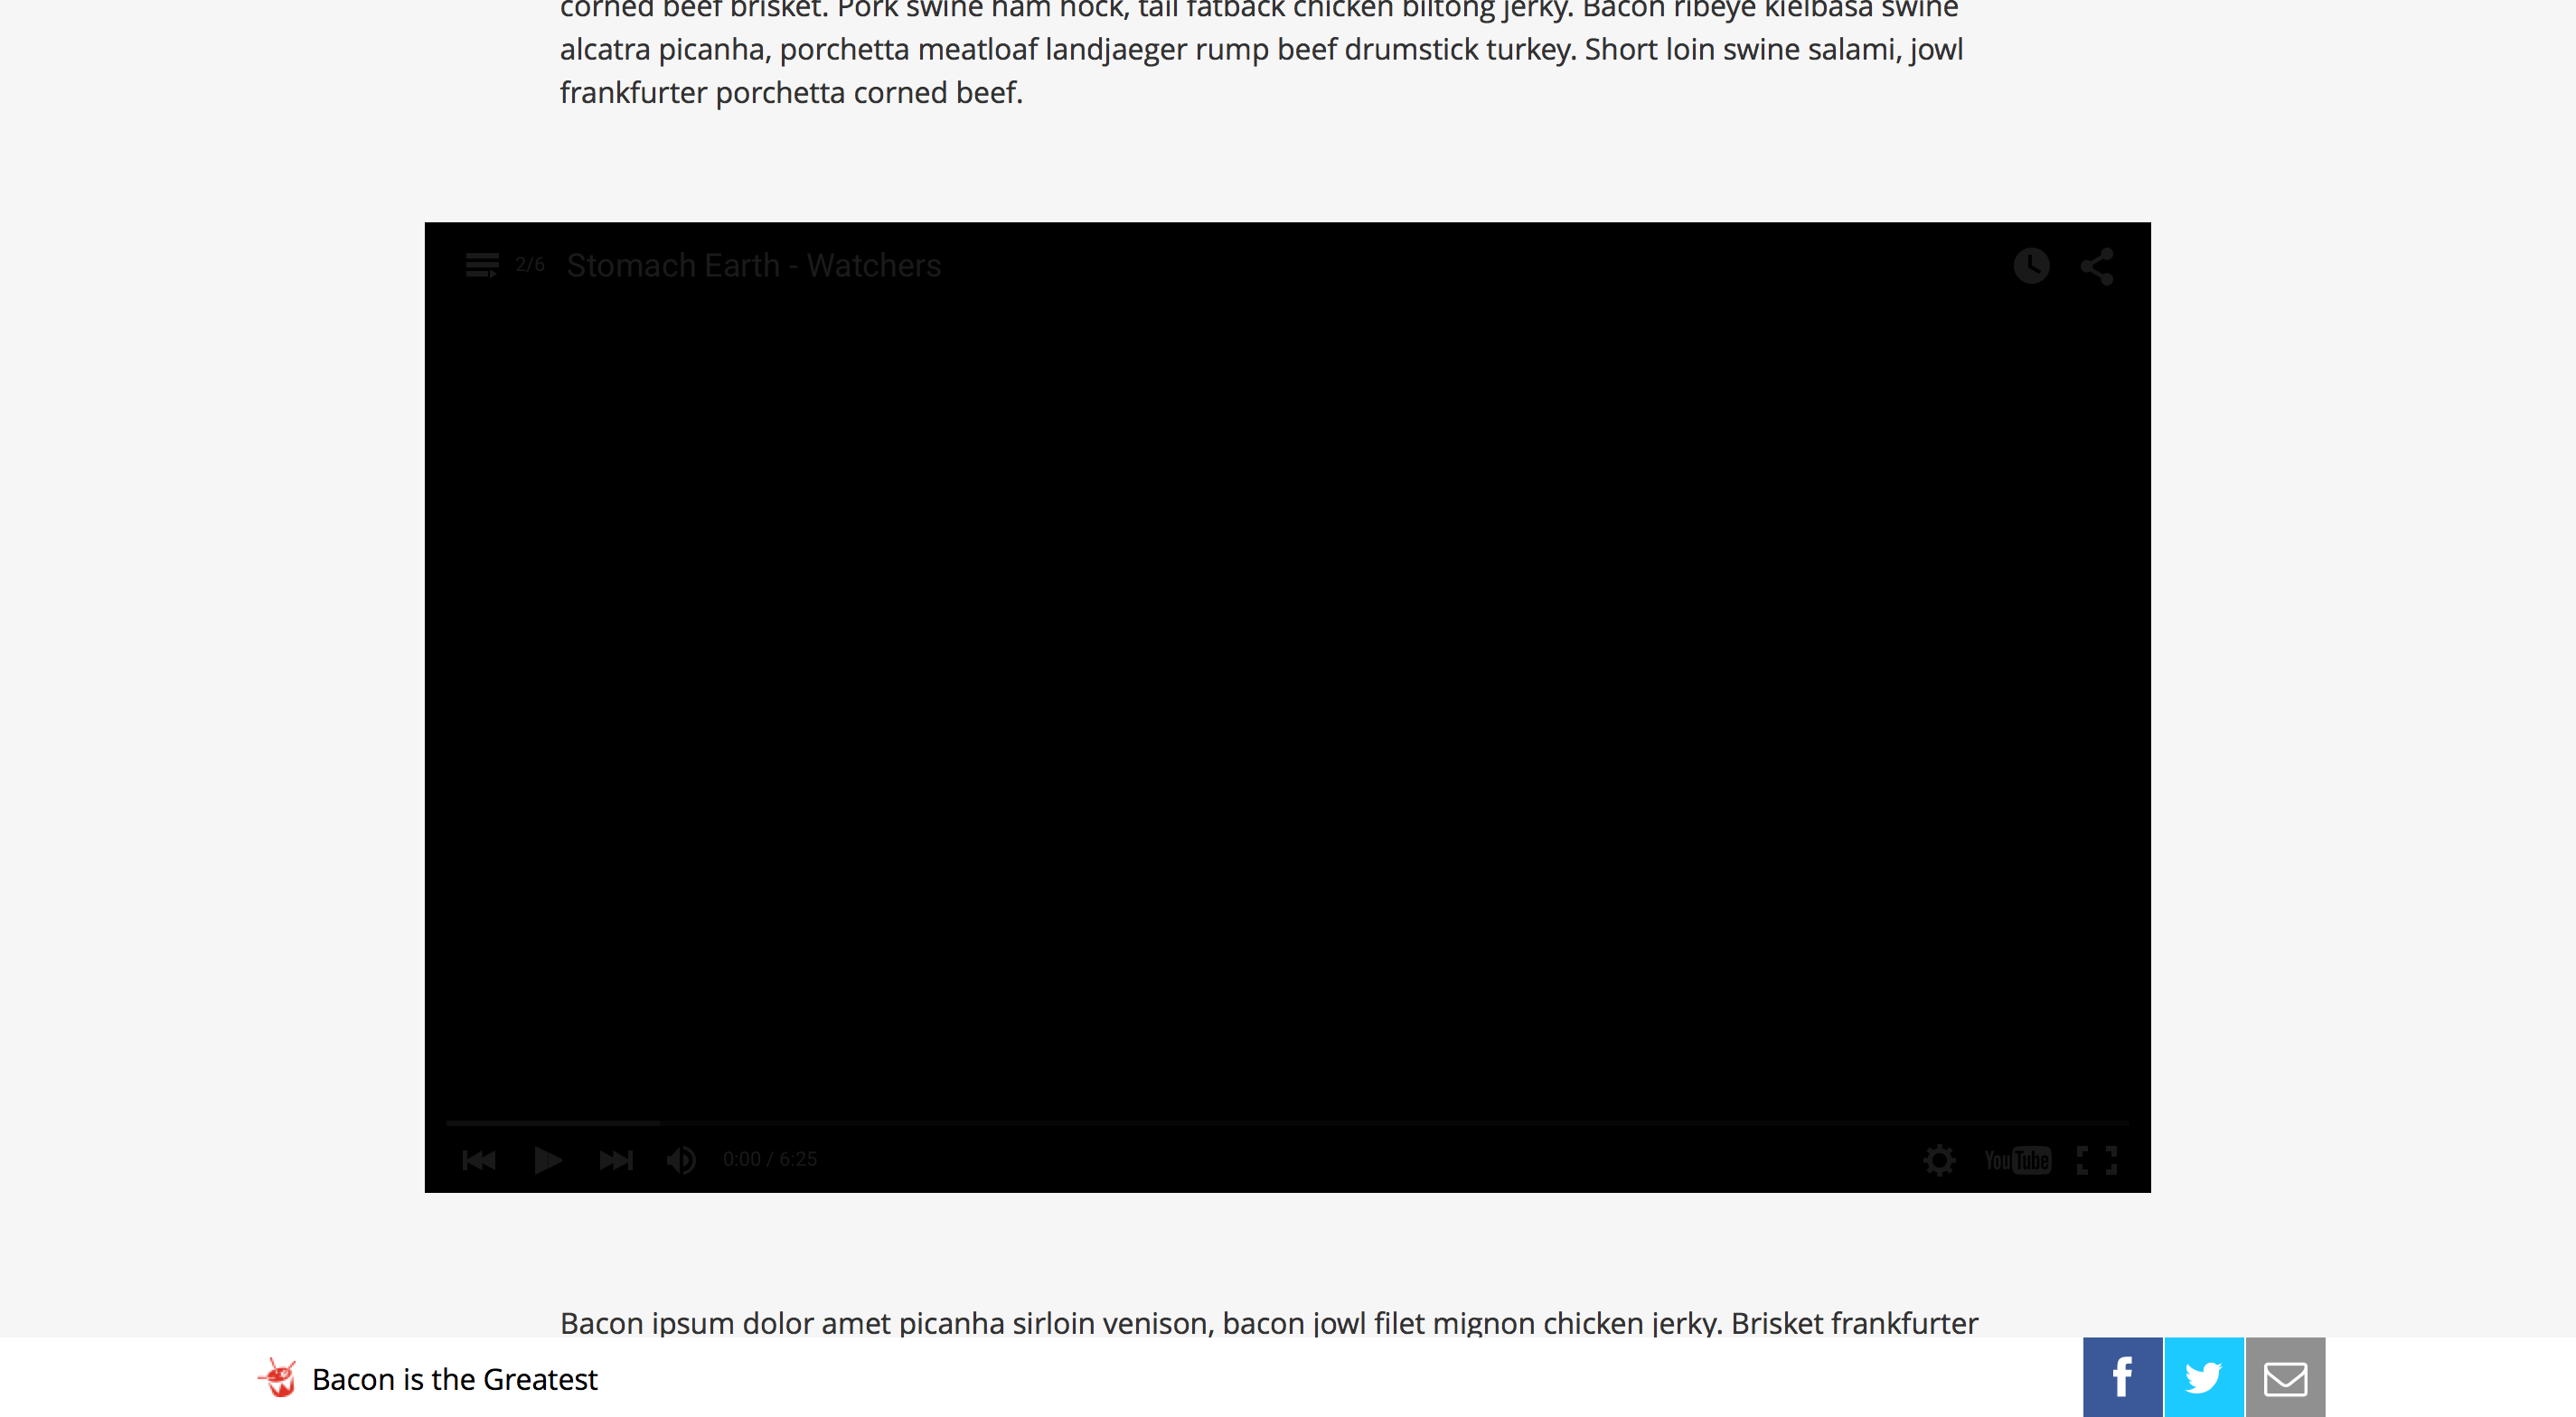 corned beef brisket. Pork swine ham hock, tail fatback chicken biltong jerky. Bacon ribeye kielbasa swine
alcatra picanha, porchetta meatloaf landjaeger rump beef drumstick turkey. Short loin swine salami, jowl
frankfurter porchetta corned beef.
2/6 Stomach Earth - Watchers
0:00 / 6:25
YouTube
Bacon ipsum dolor amet picanha sirloin venison, bacon jowl filet mignon chicken jerky. Brisket frankfurter
Bacon is the Greatest